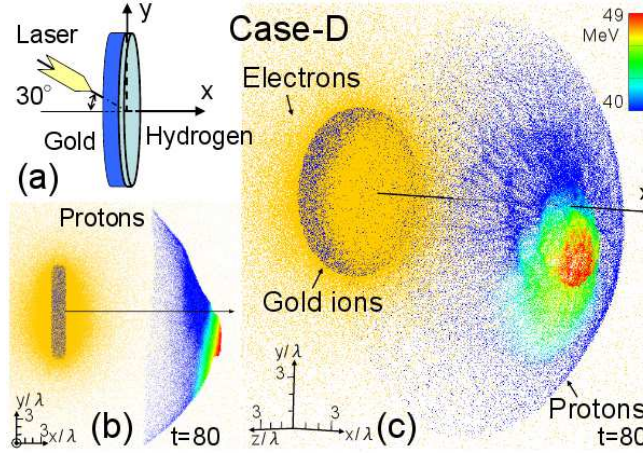 (a)
Laser
30°
Gold
Hydrogen
y
x
Case-D
Electrons
Gold ions
Protons
x
49
MeV
40
y/λ
3
3
z/λ
3
x/λ
(c)
t=80
Protons
y/λ
3
3
x/λ
(b)
t=80